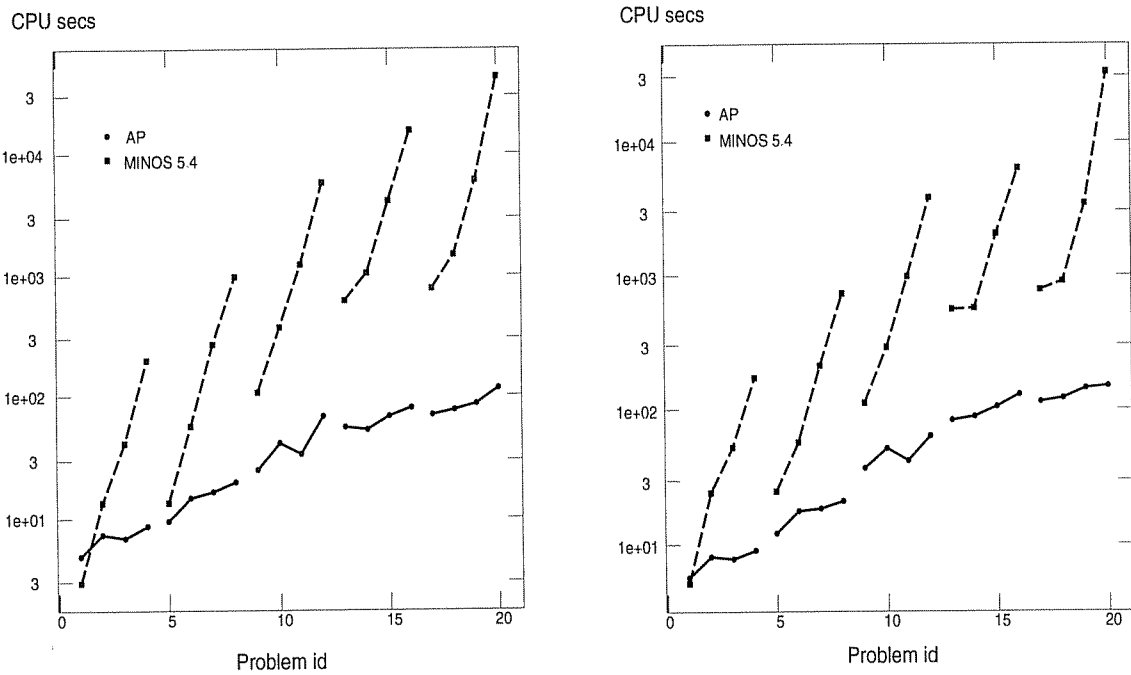 CPU secs
3
AP
1e+04
MINOS 5.4
3
1e+03
3
1e+02
3
1e+01
3
0 5 10 15 20
Problem id
CPU secs
3
AP
MINOS 5.4
1e+04
3
1e+03
3
1e+02
3
1e+01
0 5 10 15 20
Problem id